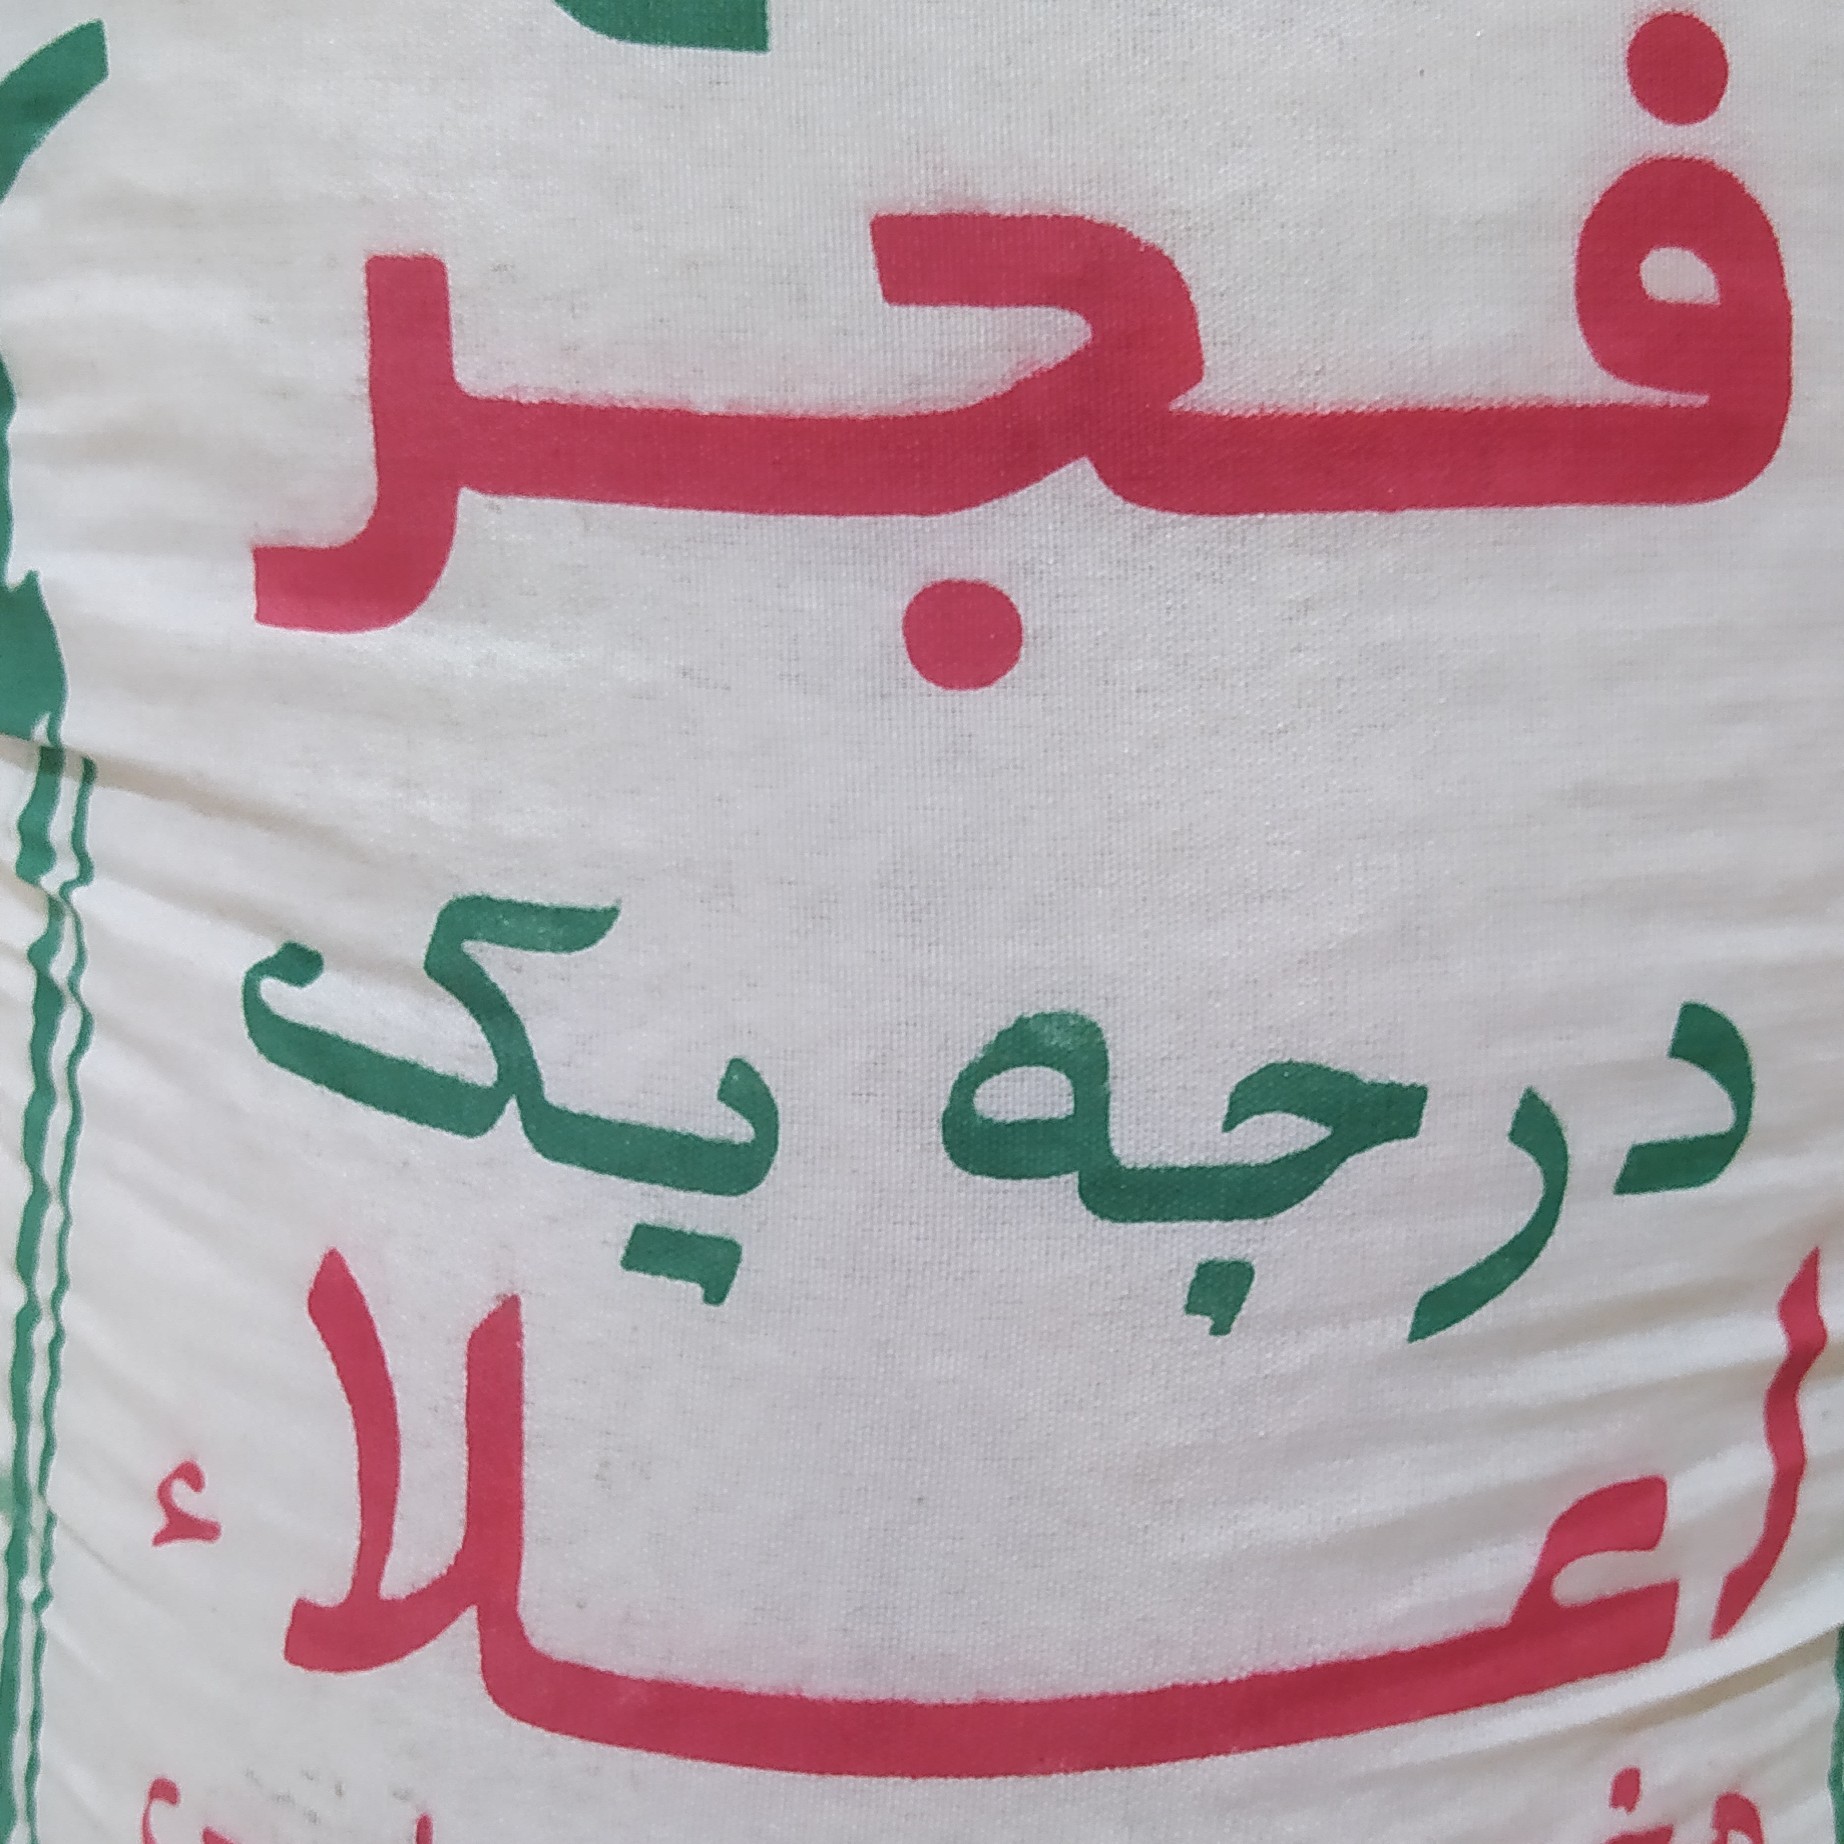 فجر
درجه یک
اعلاء